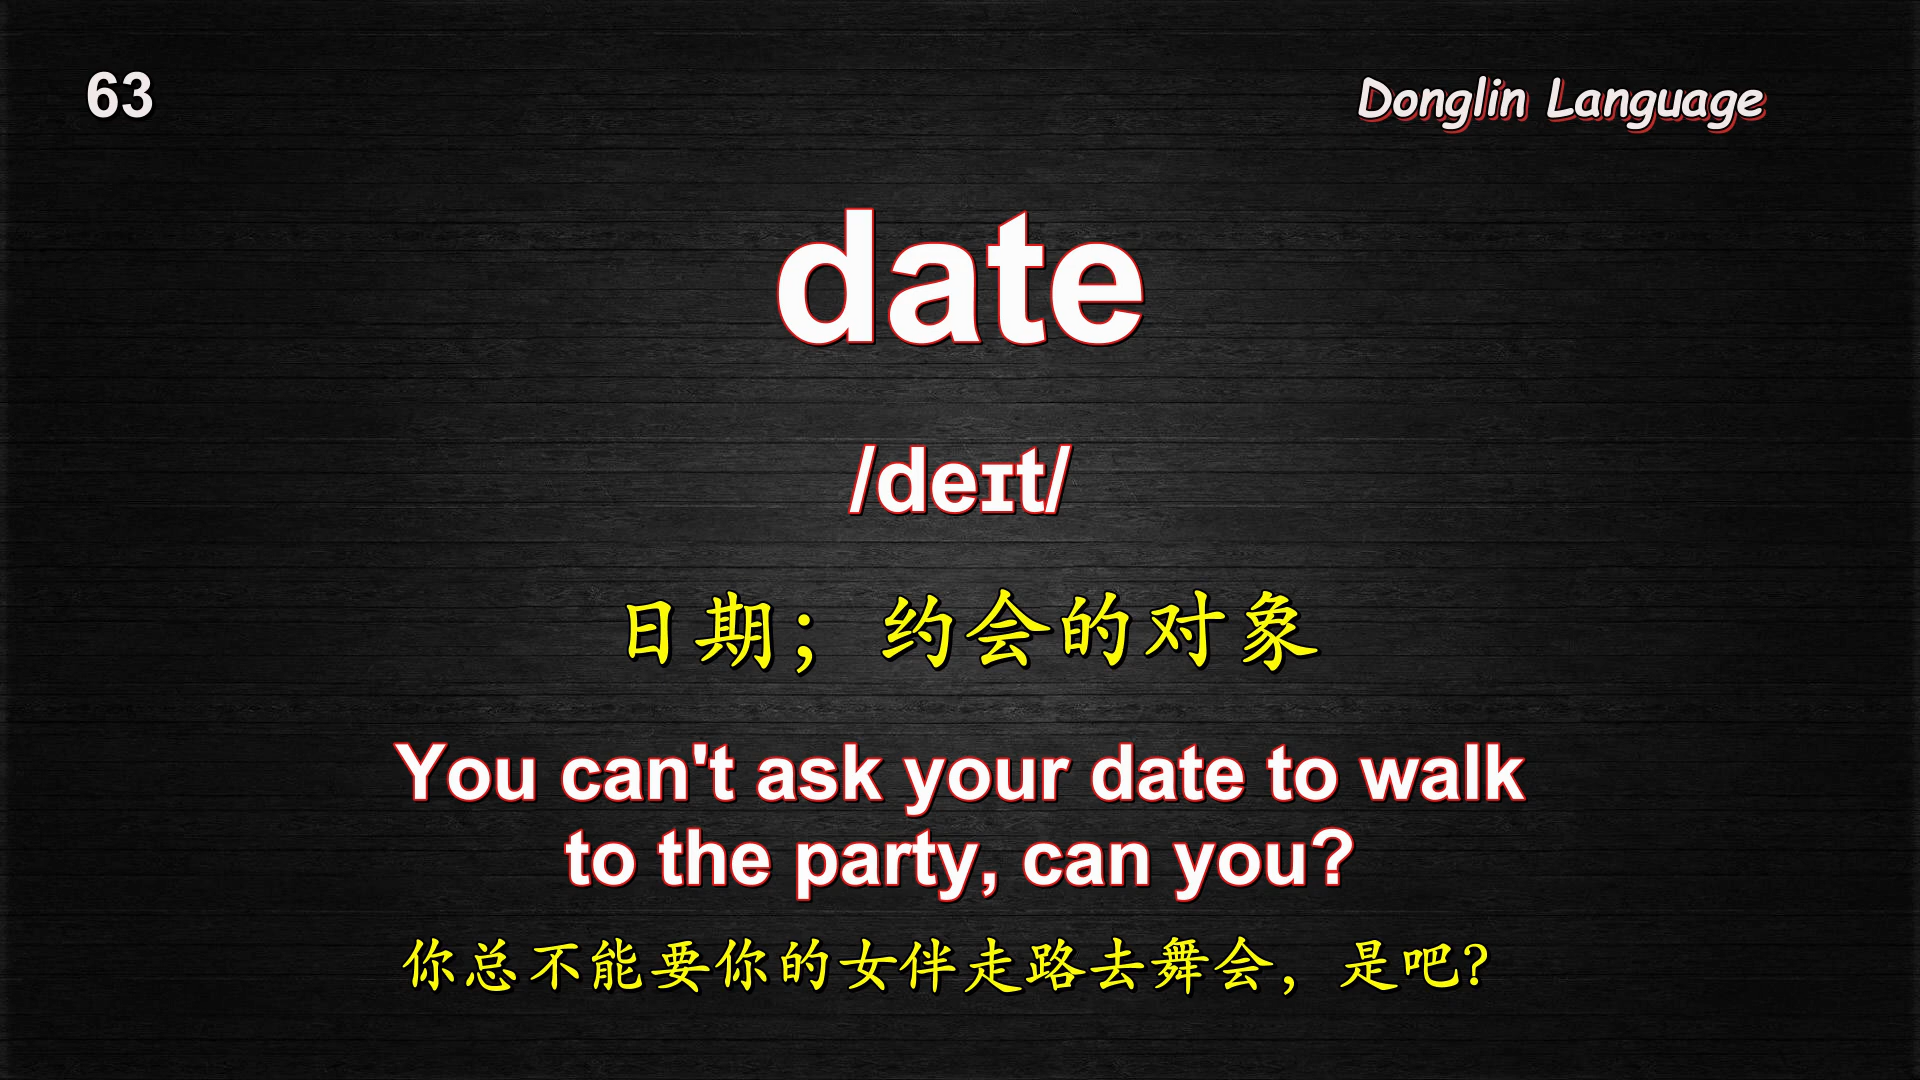 63
Donglin Language
date
/deɪt/
日期；约会的对象
You can't ask your date to walk
to the party, can you?
你总不能要你的女伴走路去舞会，是吧？